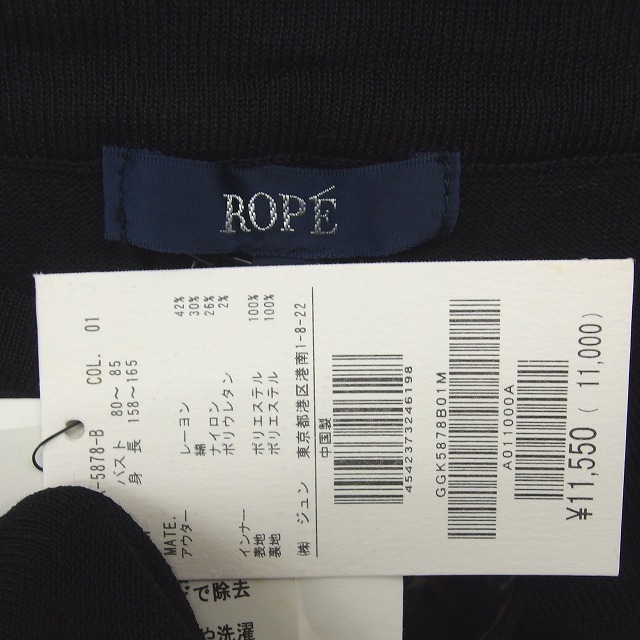 ROPÉ
-5878-B COL. 01
バスト 80～ 85
身 長 158～165
MATE.
アウター レーヨン 42%
綿 30%
ナイロン 26%
ポリウレタン 2%
インナー
表地 ポリエステル 100%
裏地 ポリエステル 100%
(株) ジュン 東京都港区港南1-8-22
中国製
4542373246198
GGK5878B01M
A011000A
¥11,550 ( 11,000)
で除去
や洗濯